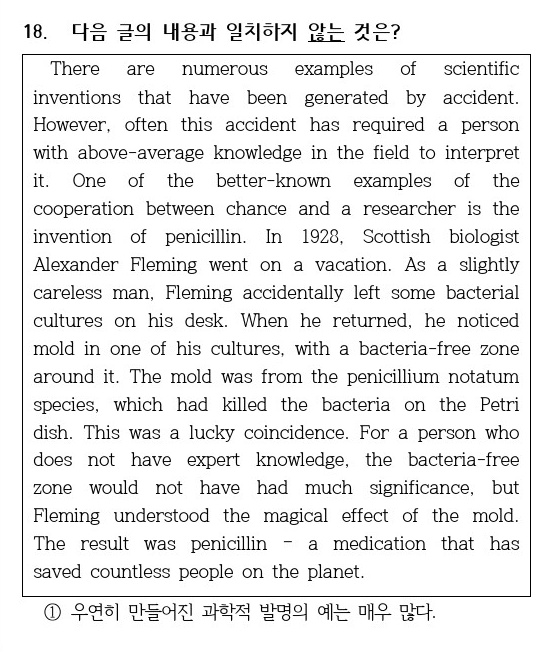 18. 다음 글의 내용과 일치하지 않는 것은?
There are numerous examples of scientific
inventions that have been generated by accident.
However, often this accident has required a person
with above-average knowledge in the field to interpret
it. One of the better-known examples of the
cooperation between chance and a researcher is the
invention of penicillin. In 1928, Scottish biologist
Alexander Fleming went on a vacation. As a slightly
careless man, Fleming accidentally left some bacterial
cultures on his desk. When he returned, he noticed
mold in one of his cultures, with a bacteria-free zone
around it. The mold was from the penicillium notatum
species, which had killed the bacteria on the Petri
dish. This was a lucky coincidence. For a person who
does not have expert knowledge, the bacteria-free
zone would not have had much significance, but
Fleming understood the magical effect of the mold.
The result was penicillin - a medication that has
saved countless people on the planet.
① 우연히 만들어진 과학적 발명의 예는 매우 많다.